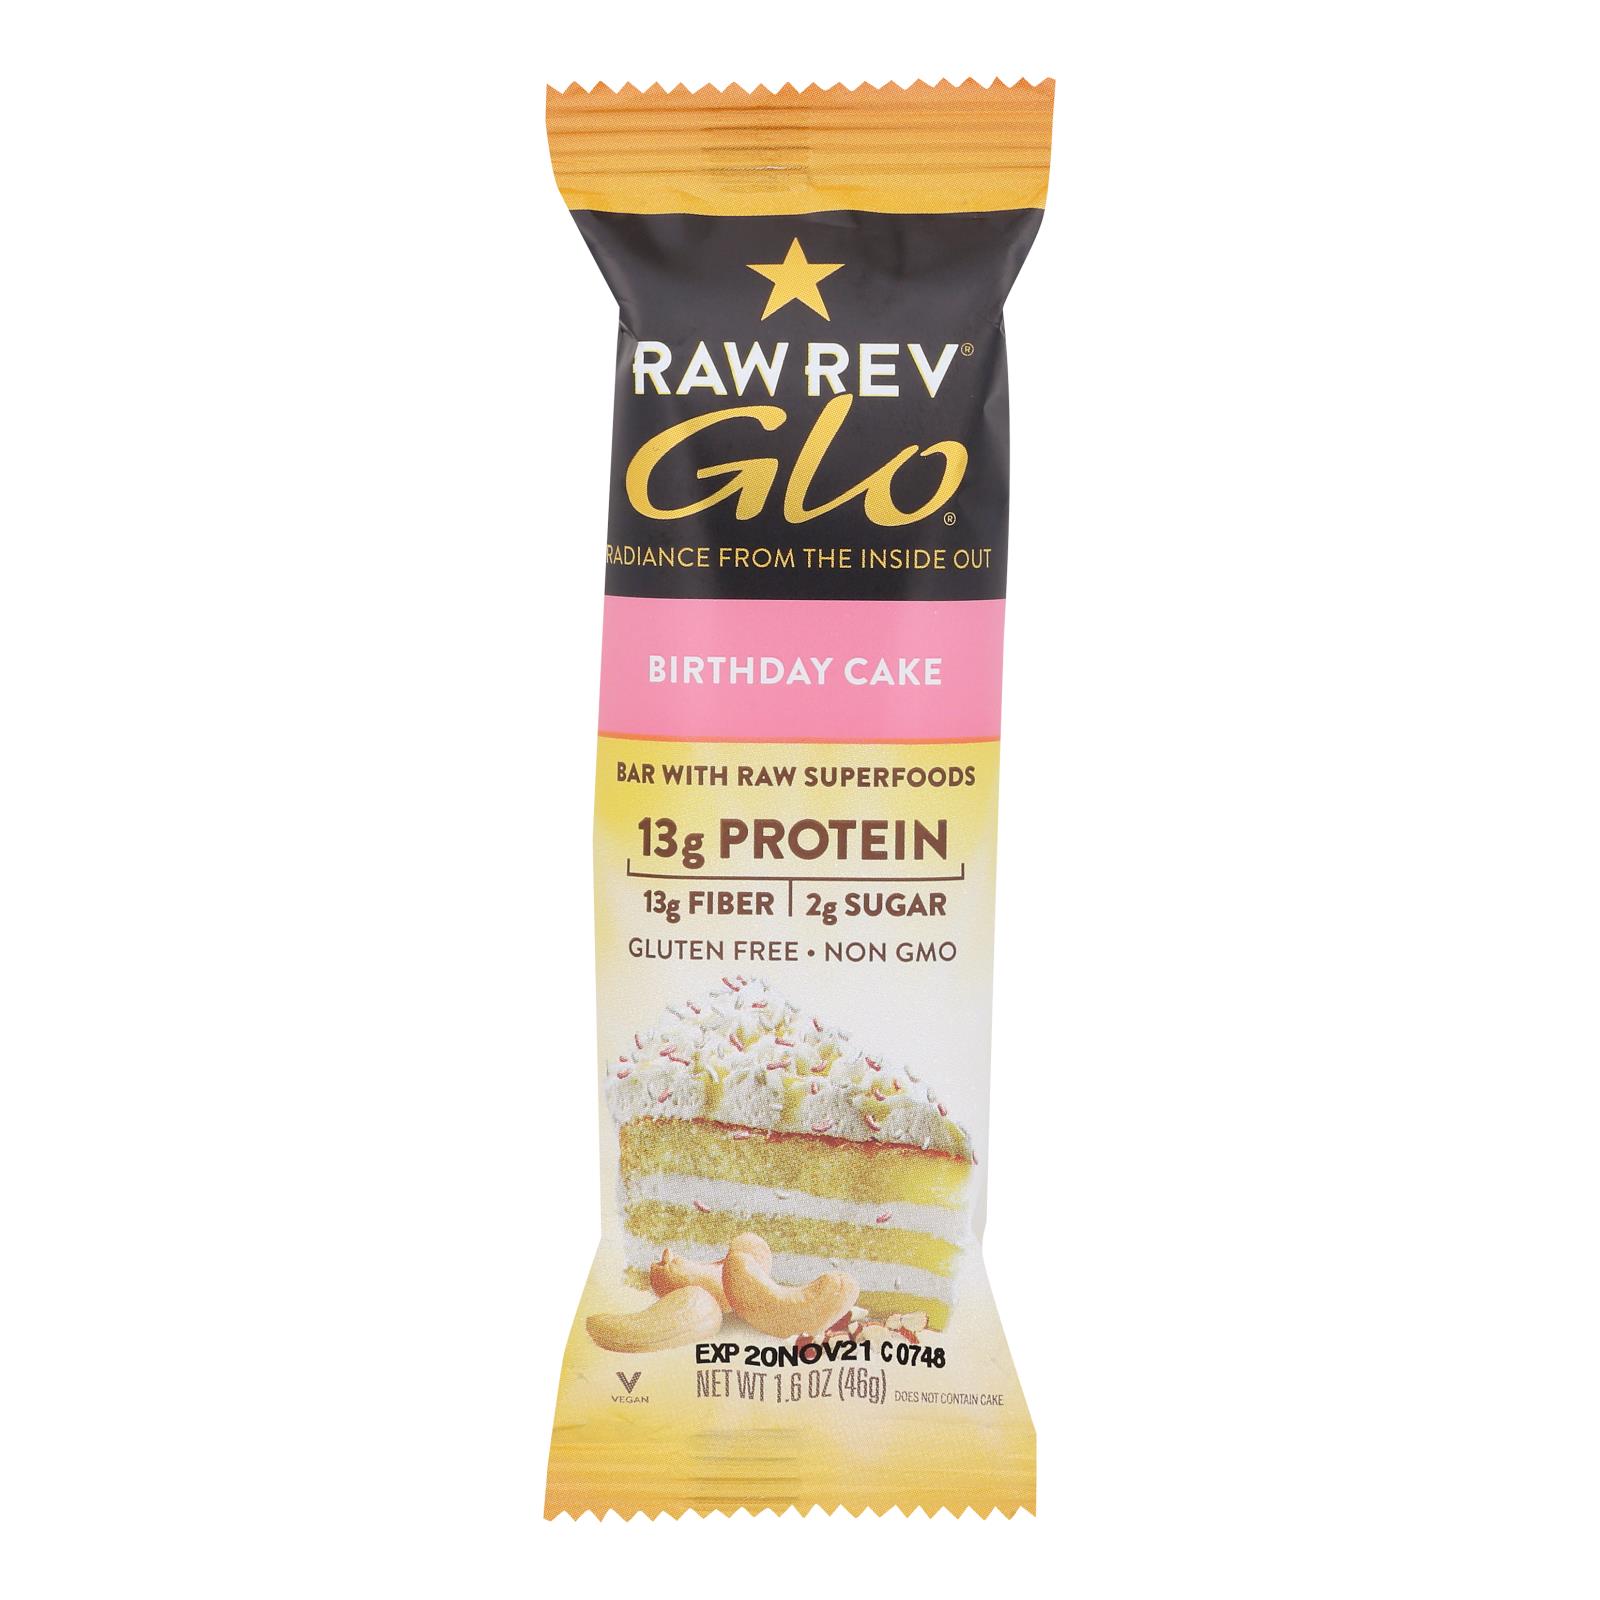 RAW REV®
Glo®
RADIANCE FROM THE INSIDE OUT
BIRTHDAY CAKE
BAR WITH RAW SUPERFOODS
13g PROTEIN
13g FIBER | 2g SUGAR
GLUTEN FREE • NON GMO
EXP 20NOV21 C0748
V
VEGAN
NET WT 1.6 OZ (46g)
DOES NOT CONTAIN CAKE